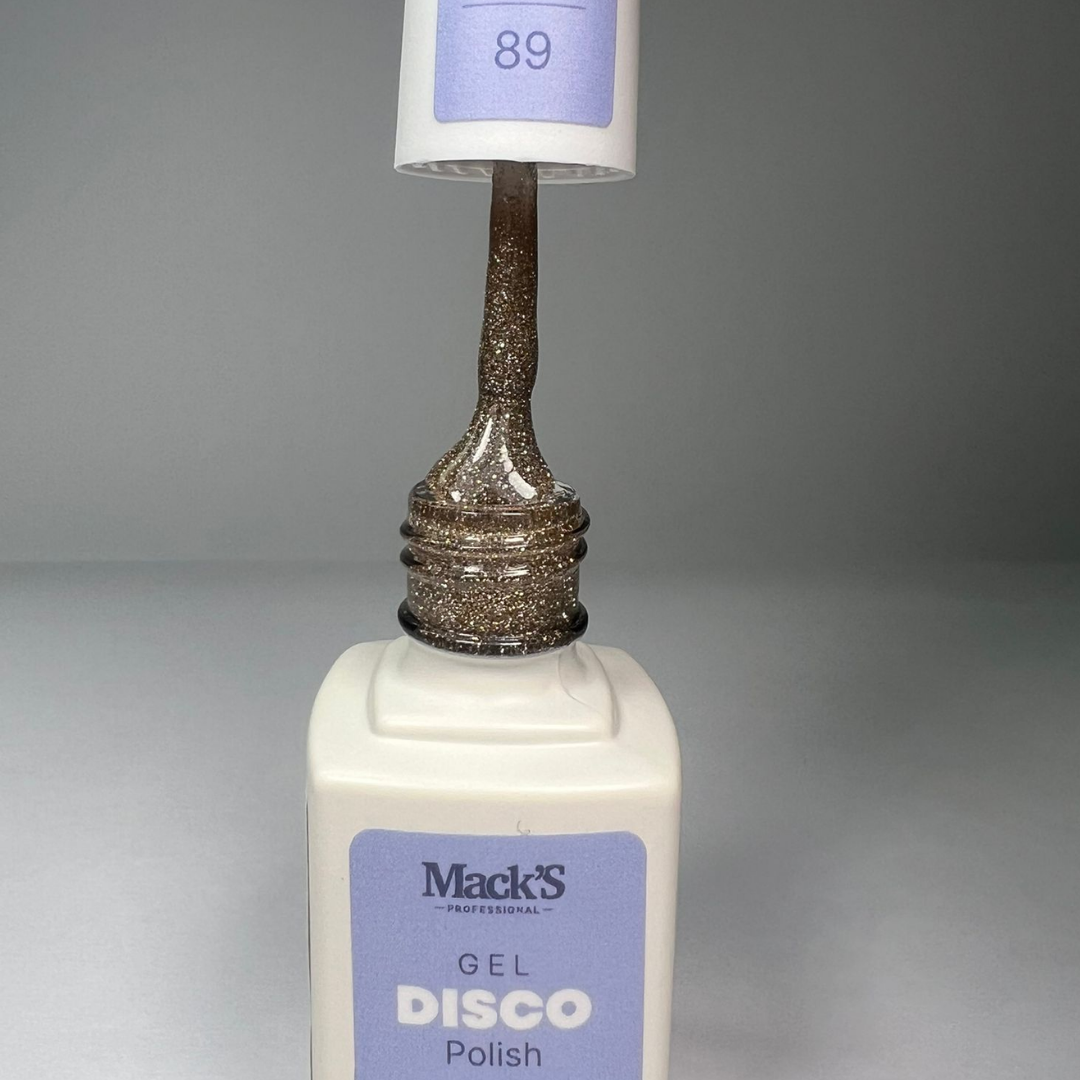 89
Mack'S
PROFESSIONAL
GEL
DISCO
Polish